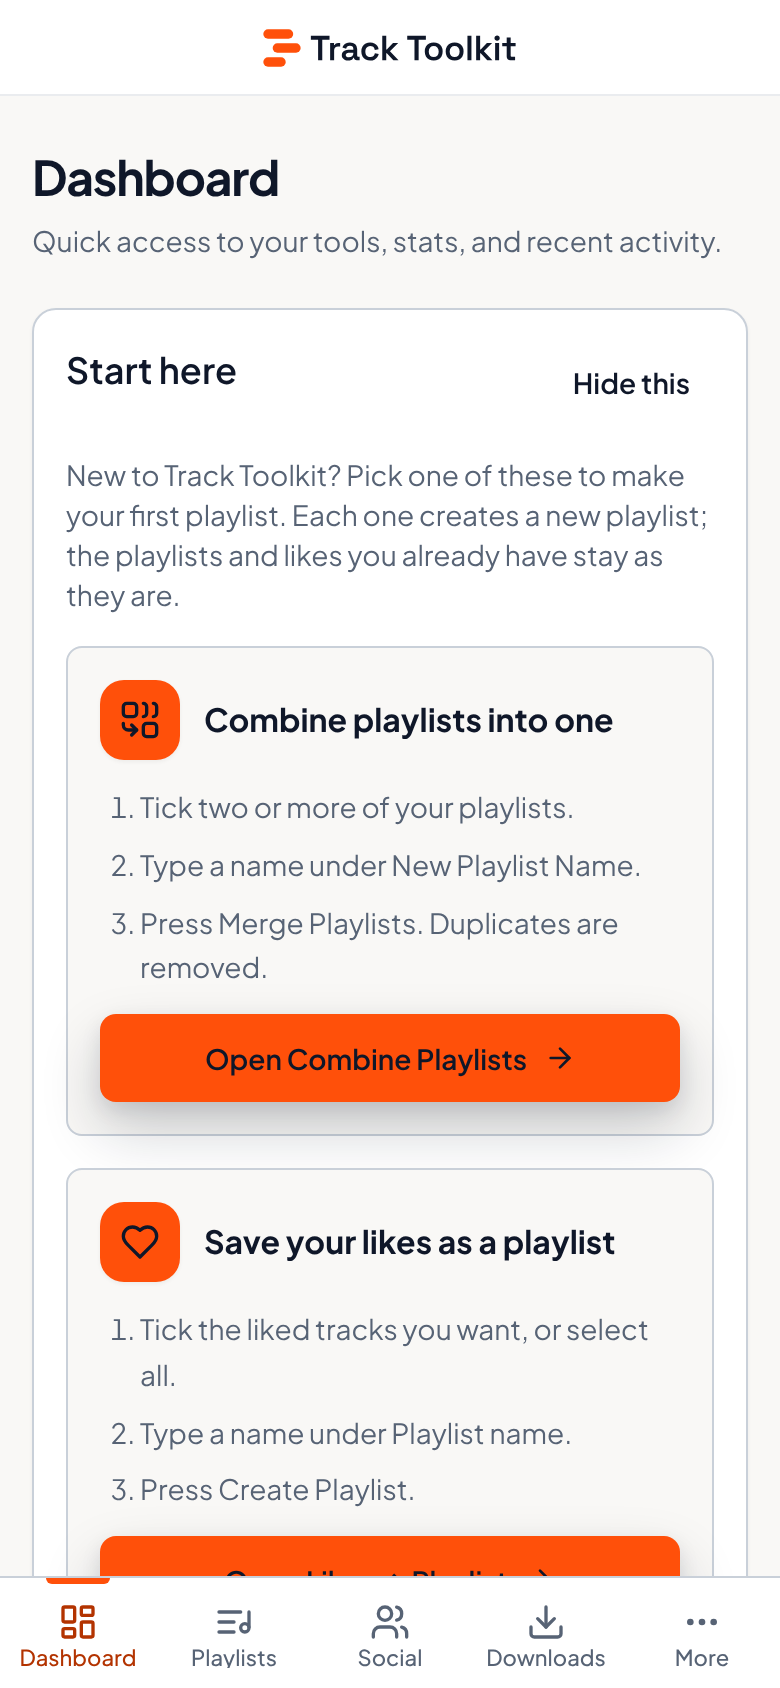 Track Toolkit
Dashboard
Quick access to your tools, stats, and recent activity.
Start here
Hide this
New to Track Toolkit? Pick one of these to make
your first playlist. Each one creates a new playlist;
the playlists and likes you already have stay as
they are.
Combine playlists into one
1. Tick two or more of your playlists.
2. Type a name under New Playlist Name.
3. Press Merge Playlists. Duplicates are
removed.
Open Combine Playlists
Save your likes as a playlist
1. Tick the liked tracks you want, or select
all.
2. Type a name under Playlist name.
3. Press Create Playlist.
Dashboard
Playlists
Social
Downloads
More